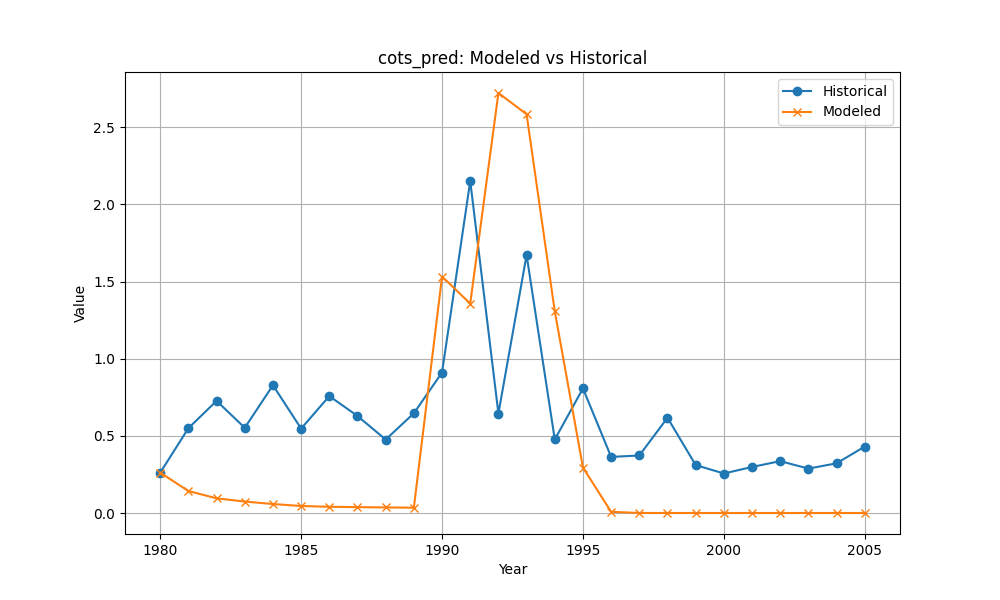 cots_pred: Modeled vs Historical
Historical
Modeled
Value
2.5
2.0
1.5
1.0
0.5
0.0
1980 1985 1990 1995 2000 2005
Year